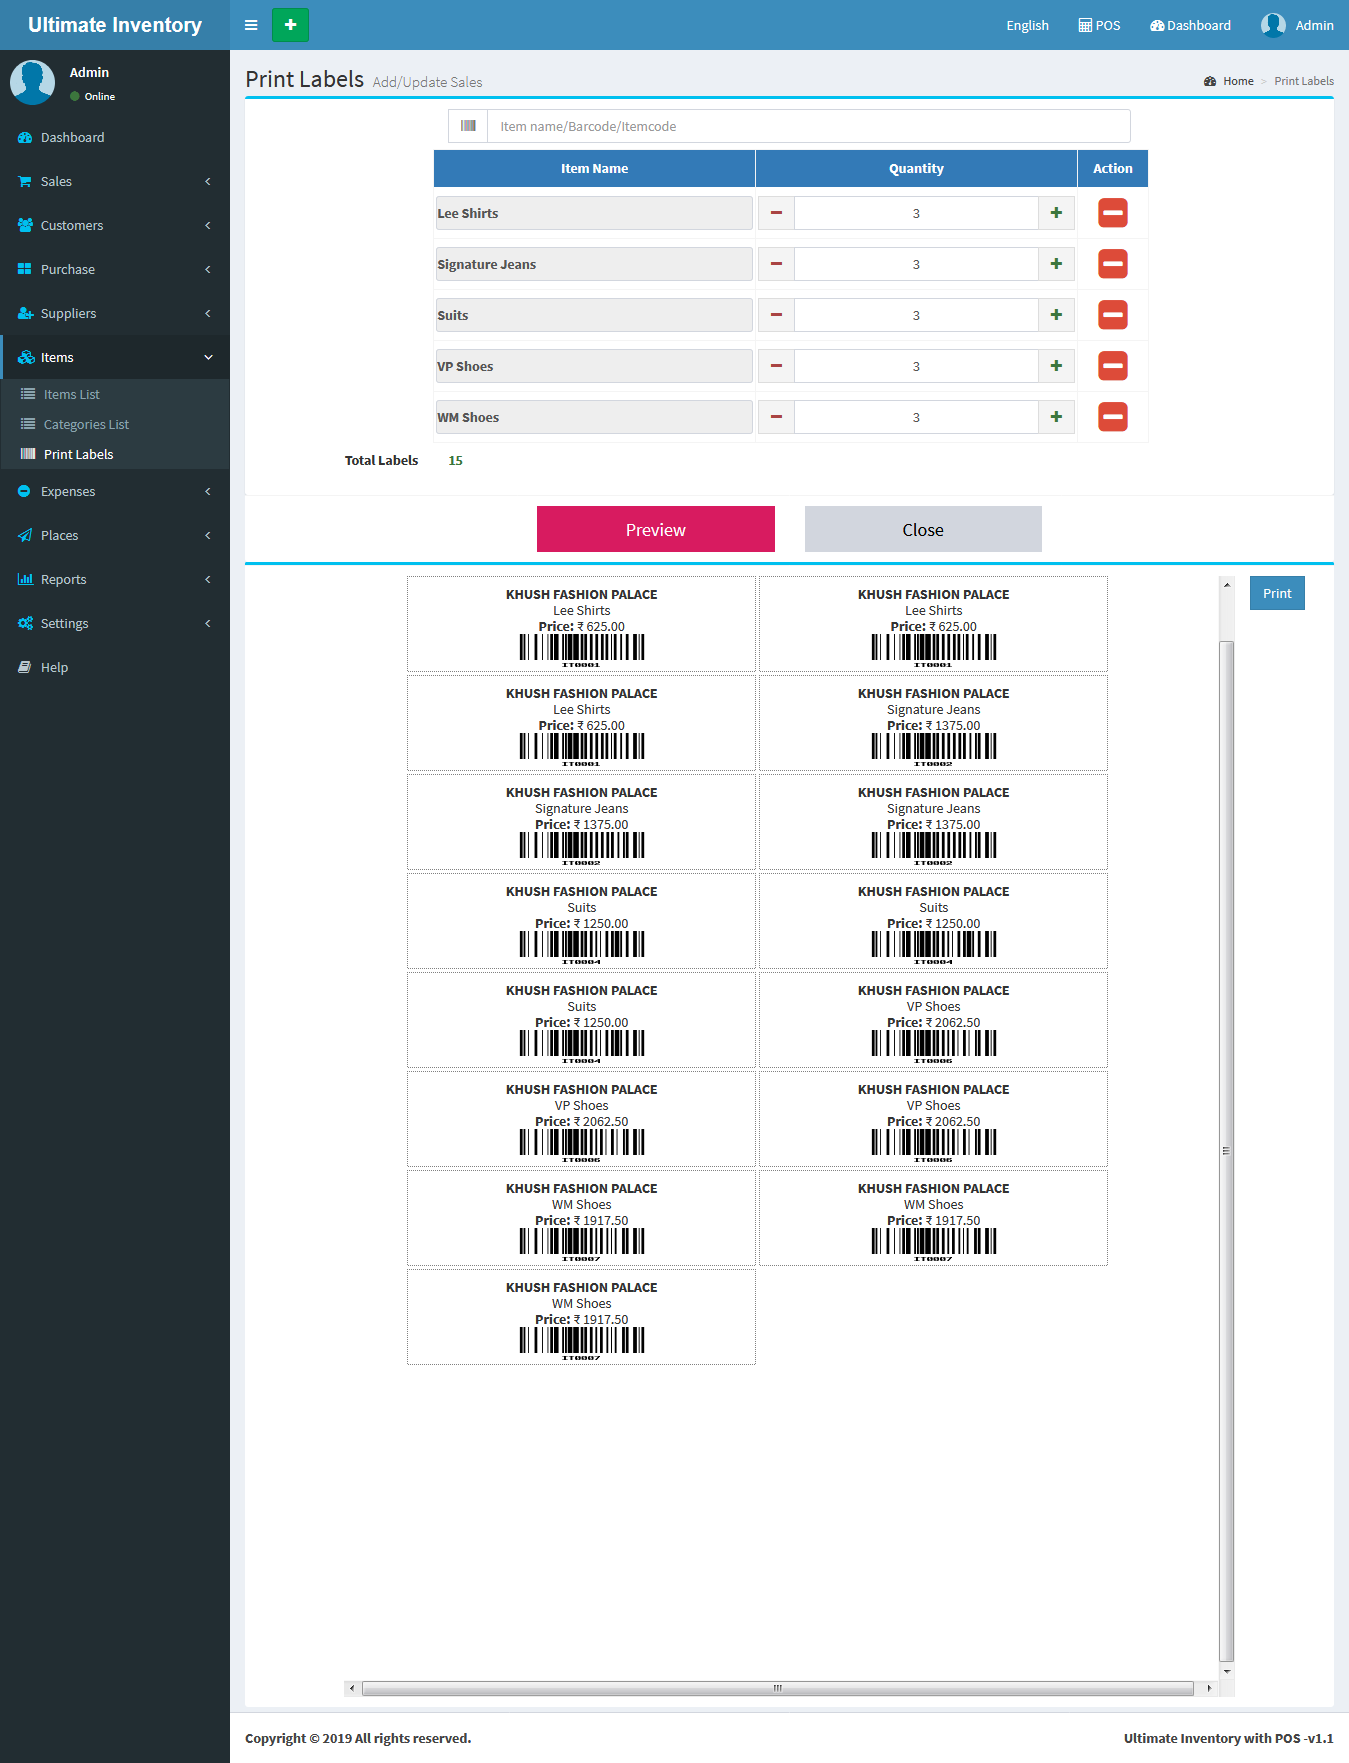 Ultimate Inventory
English
POS
Dashboard
Admin
Admin
Online
Dashboard
Sales
Customers
Purchase
Suppliers
Items
Items List
Categories List
Print Labels
Expenses
Places
Reports
Settings
Help
Print Labels Add/Update Sales
Home > Print Labels
Item name/Barcode/Itemcode
Item Name Quantity Action
Lee Shirts 3
Signature Jeans 3
Suits 3
VP Shoes 3
WM Shoes 3
Total Labels 15
Preview Close
Print
KHUSH FASHION PALACE
Lee Shirts
Price: ₹ 625.00
IT0001
KHUSH FASHION PALACE
Lee Shirts
Price: ₹ 625.00
IT0001
KHUSH FASHION PALACE
Lee Shirts
Price: ₹ 625.00
IT0001
KHUSH FASHION PALACE
Signature Jeans
Price: ₹ 1375.00
IT0002
KHUSH FASHION PALACE
Signature Jeans
Price: ₹ 1375.00
IT0002
KHUSH FASHION PALACE
Signature Jeans
Price: ₹ 1375.00
IT0002
KHUSH FASHION PALACE
Suits
Price: ₹ 1250.00
IT0004
KHUSH FASHION PALACE
Suits
Price: ₹ 1250.00
IT0004
KHUSH FASHION PALACE
Suits
Price: ₹ 1250.00
IT0004
KHUSH FASHION PALACE
VP Shoes
Price: ₹ 2062.50
IT0006
KHUSH FASHION PALACE
VP Shoes
Price: ₹ 2062.50
IT0006
KHUSH FASHION PALACE
VP Shoes
Price: ₹ 2062.50
IT0006
KHUSH FASHION PALACE
WM Shoes
Price: ₹ 1917.50
IT0007
KHUSH FASHION PALACE
WM Shoes
Price: ₹ 1917.50
IT0007
KHUSH FASHION PALACE
WM Shoes
Price: ₹ 1917.50
IT0007
Copyright © 2019 All rights reserved.
Ultimate Inventory with POS -v1.1